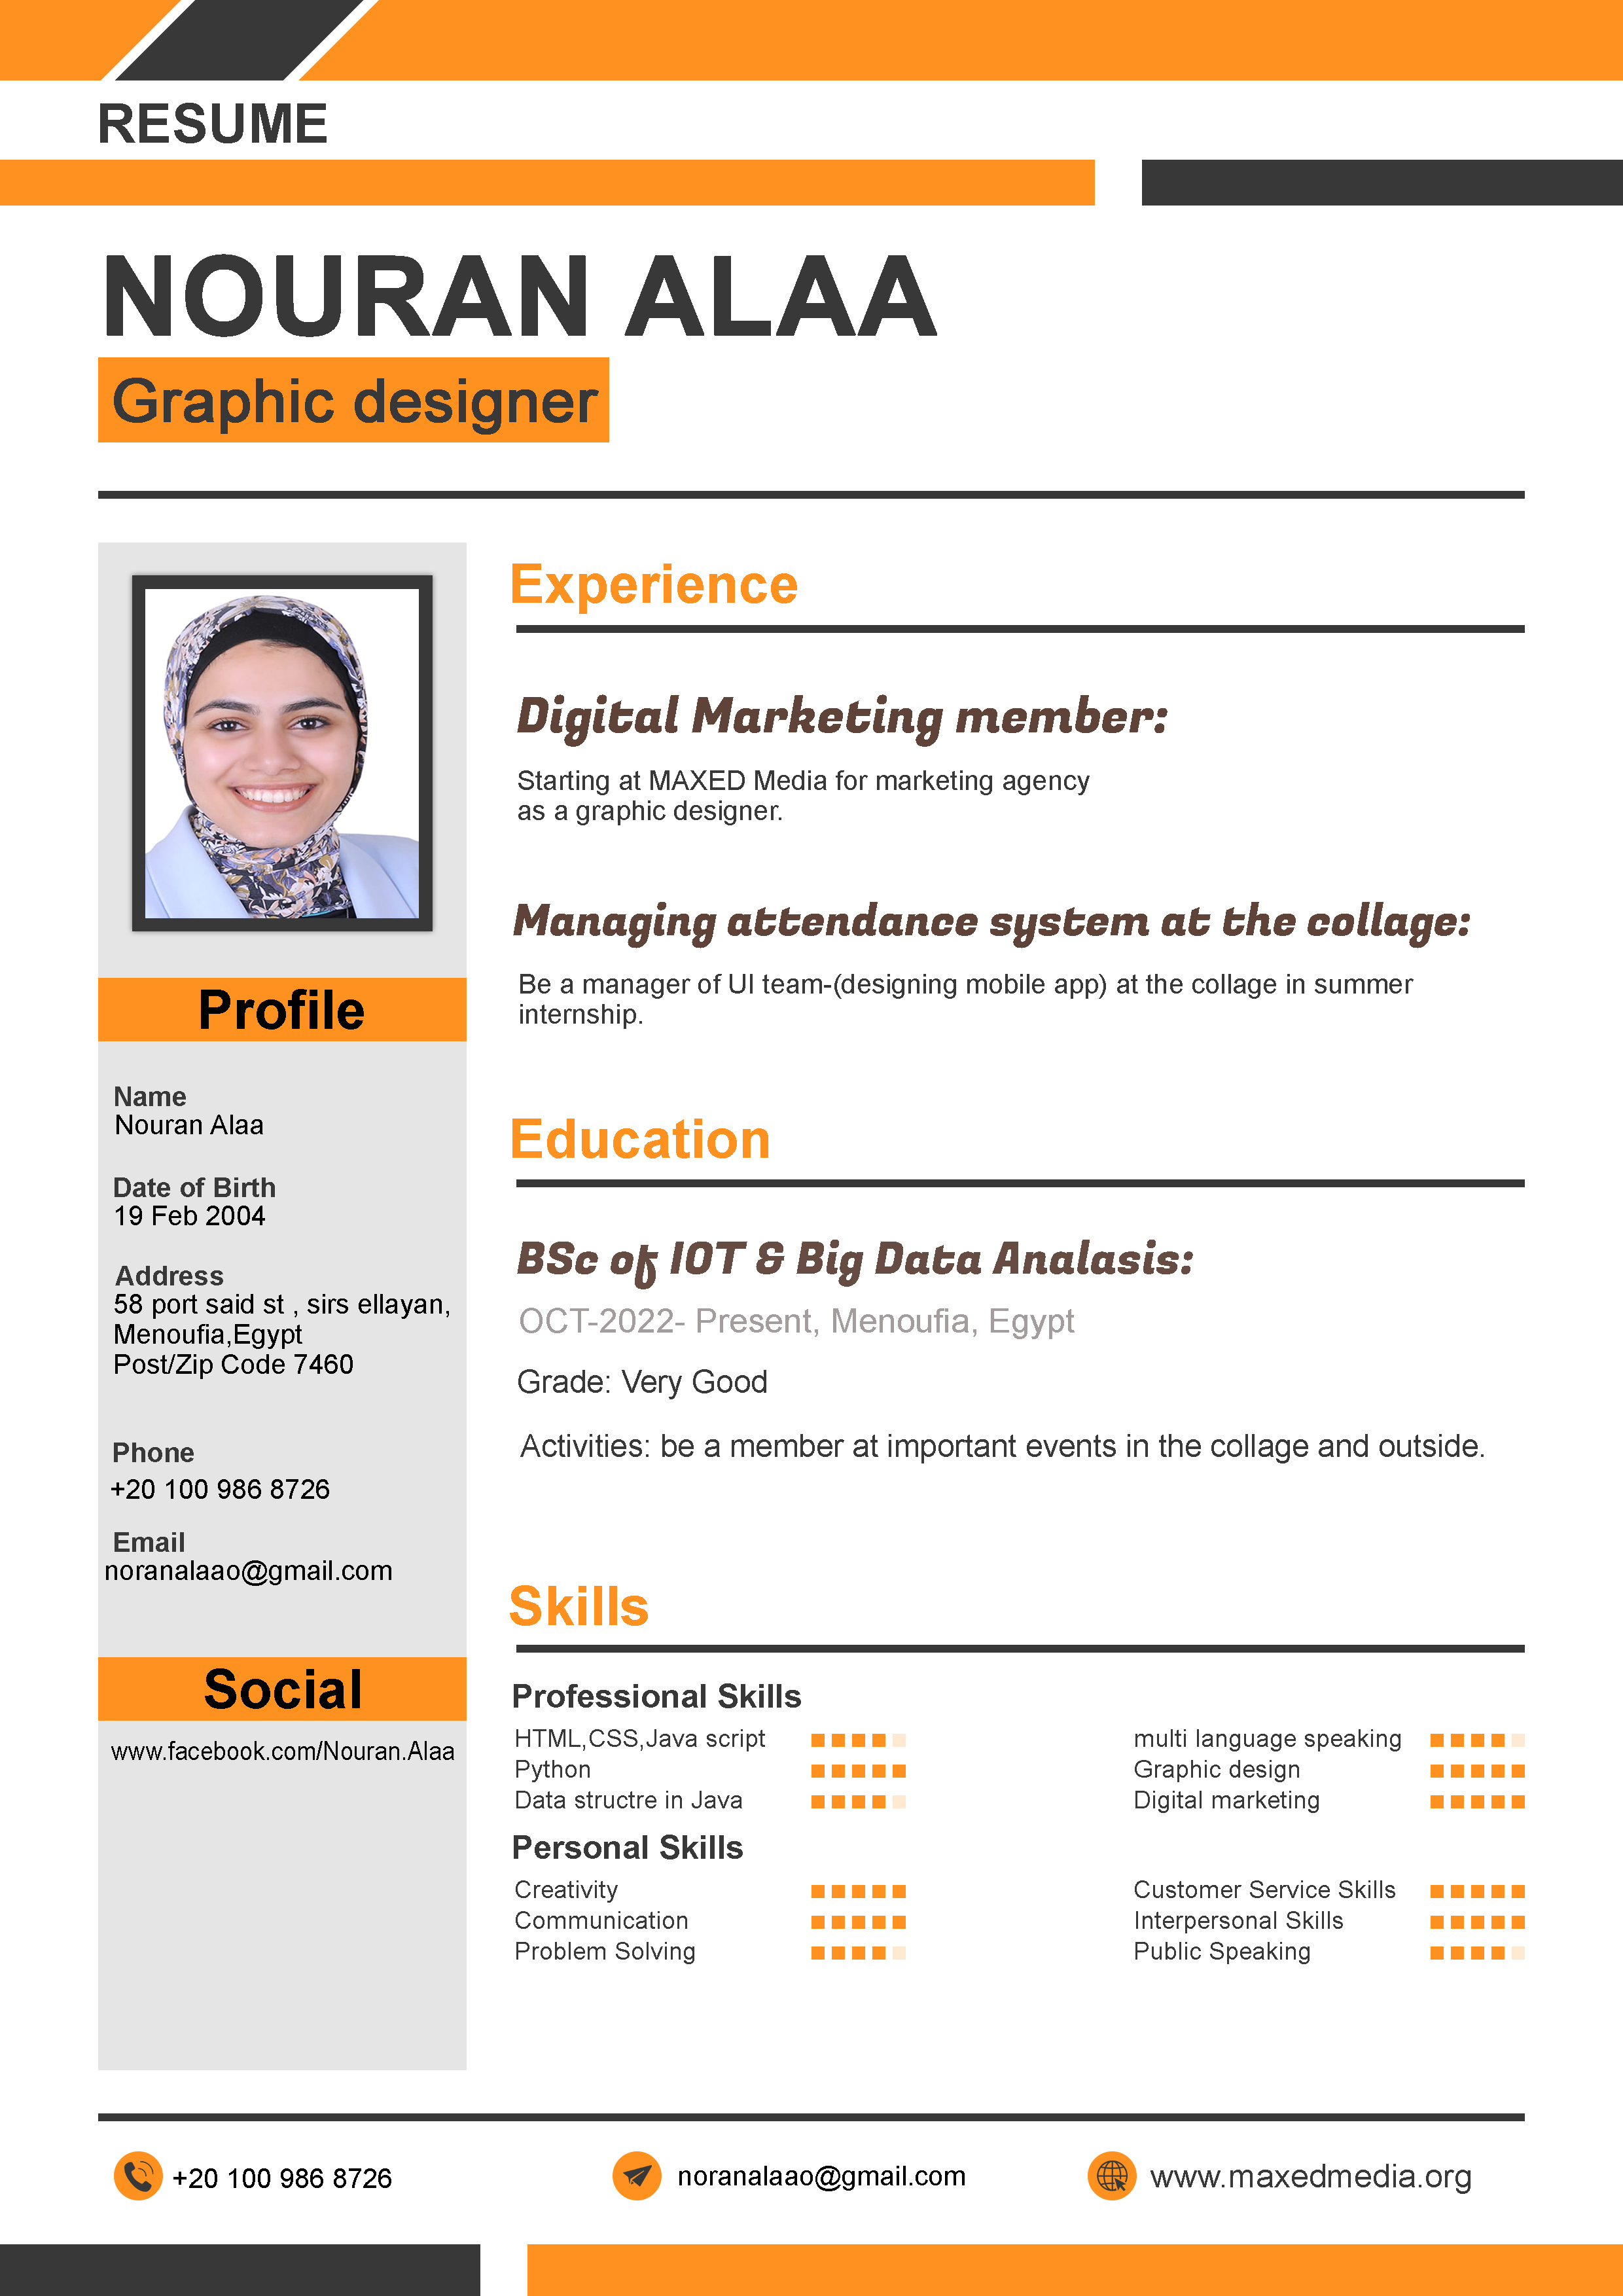 RESUME
NOURAN ALAA
Graphic designer
Profile
Name
Nouran Alaa
Date of Birth
19 Feb 2004
Address
58 port said st , sirs ellayan,
Menoufia,Egypt
Post/Zip Code 7460
Phone
+20 100 986 8726
Email
noranalaao@gmail.com
Social
www.facebook.com/Nouran.Alaa
Experience
Digital Marketing member:
Starting at MAXED Media for marketing agency
as a graphic designer.
Managing attendance system at the collage:
Be a manager of UI team-(designing mobile app) at the collage in summer
internship.
Education
BSc of IOT & Big Data Analasis:
OCT-2022- Present, Menoufia, Egypt
Grade: Very Good
Activities: be a member at important events in the collage and outside.
Skills
Professional Skills
HTML,CSS,Java script
Python
Data structre in Java
multi language speaking
Graphic design
Digital marketing
Personal Skills
Creativity
Communication
Problem Solving
Customer Service Skills
Interpersonal Skills
Public Speaking
+20 100 986 8726
noranalaao@gmail.com
www.maxedmedia.org